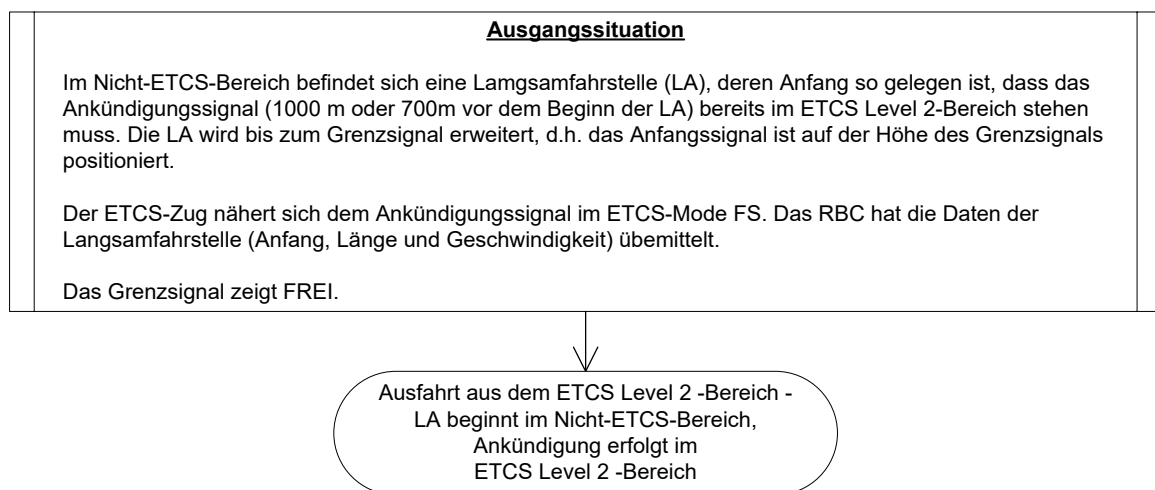 Ausgangssituation
Im Nicht-ETCS-Bereich befindet sich eine Lamgsamfahrstelle (LA), deren Anfang so gelegen ist, dass das
Ankündigungssignal (1000 m oder 700m vor dem Beginn der LA) bereits im ETCS Level 2-Bereich stehen
muss. Die LA wird bis zum Grenzsignal erweitert, d.h. das Anfangssignal ist auf der Höhe des Grenzsignals
positioniert.
Der ETCS-Zug nähert sich dem Ankündigungssignal im ETCS-Mode FS. Das RBC hat die Daten der
Langsamfahrstelle (Anfang, Länge und Geschwindigkeit) übemittelt.
Das Grenzsignal zeigt FREI.
Ausfahrt aus dem ETCS Level 2 -Bereich -
LA beginnt im Nicht-ETCS-Bereich,
Ankündigung erfolgt im
ETCS Level 2 -Bereich